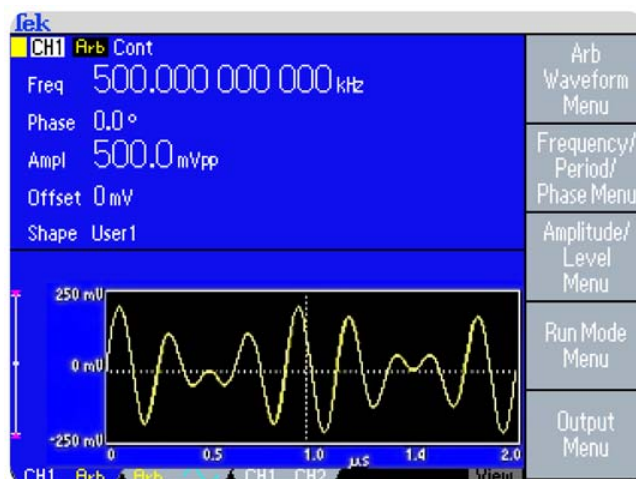 Tek
CH1 Arb Cont
Freq 500.000 000 000 kHz
Phase 0.0 °
Ampl 500.0 mVpp
Offset 0 mV
Shape User1
250 mV
0 mV
-250 mV
0 0.5 1.0 1.4 2.0
µs
CH1 Arb Arb CH1 CH2 View
Arb
Waveform
Menu
Frequency/
Period/
Phase Menu
Amplitude/
Level
Menu
Run Mode
Menu
Output
Menu